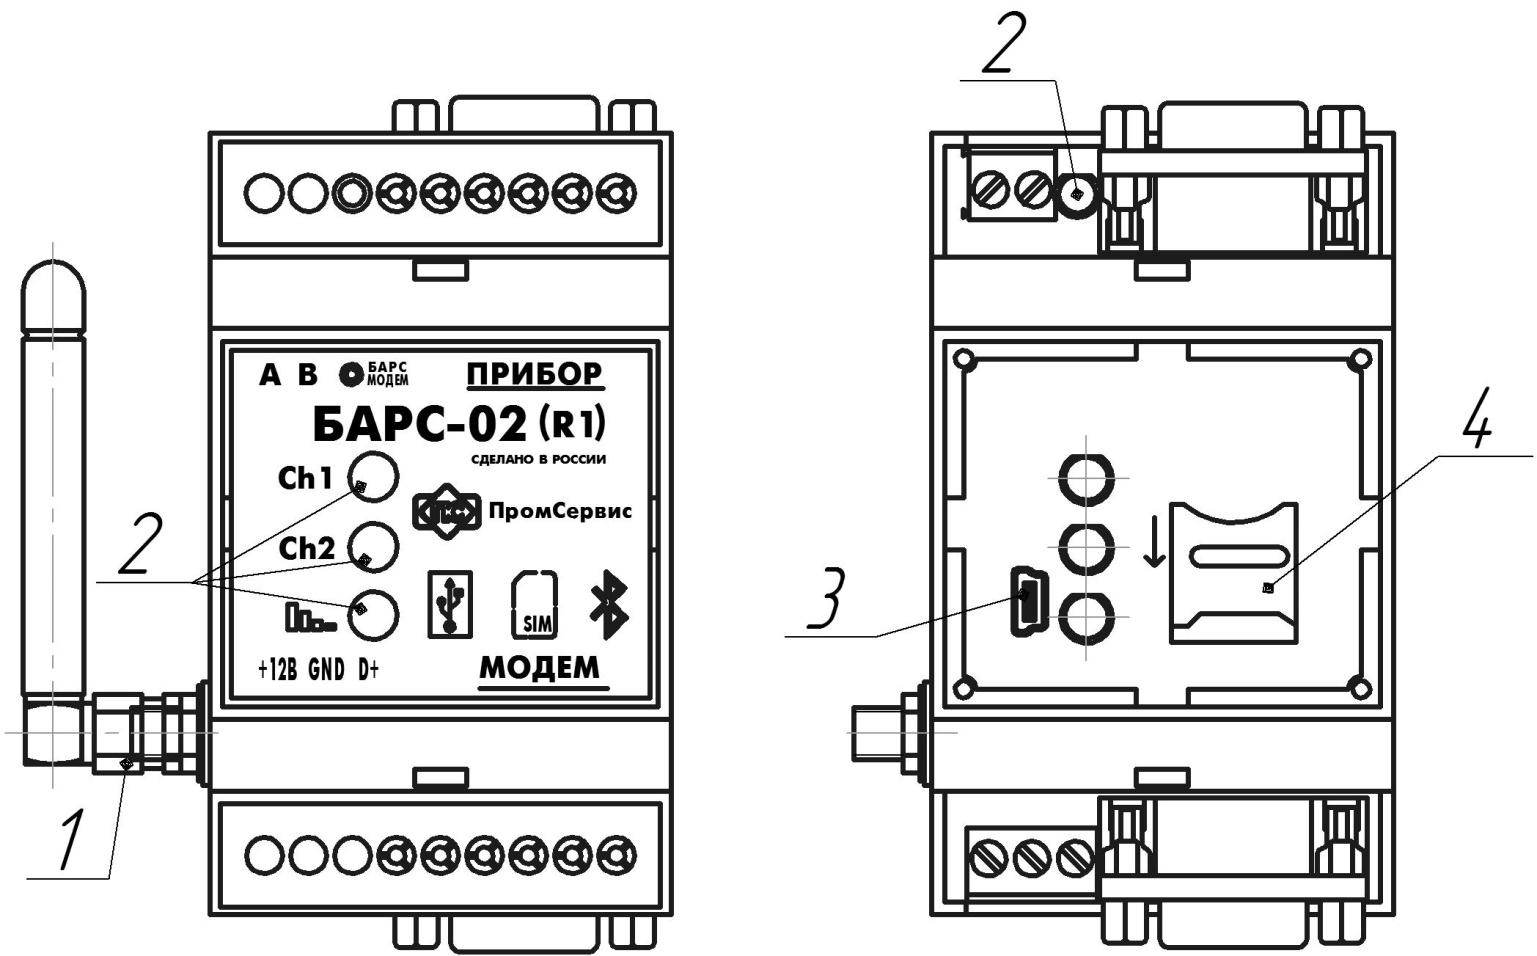 2
А В БАРС МОДЕМ ПРИБОР
БАРС-02 (R1)
СДЕЛАНО В РОССИИ
Ch1
ПС ПромСервис
2
Ch2
SIM
+12В GND D+
МОДЕМ
1
4
3